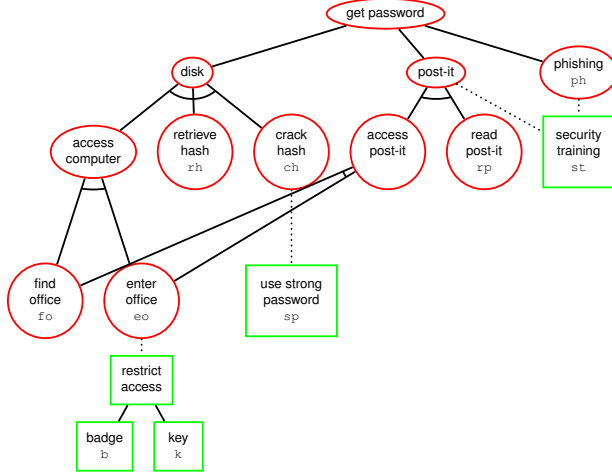 get password
disk
post-it
phishing
ph
access
computer
retrieve
hash
rh
crack
hash
ch
access
post-it
read
post-it
rp
security
training
st
find
office
fo
enter
office
eo
use strong
password
sp
restrict
access
badge
b
key
k